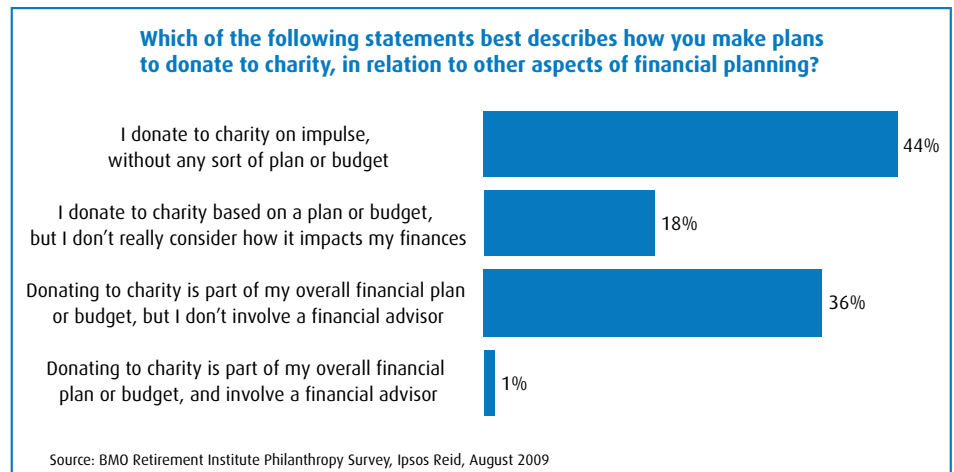 Which of the following statements best describes how you make plans
to donate to charity, in relation to other aspects of financial planning?
I donate to charity on impulse,
without any sort of plan or budget
44%
I donate to charity based on a plan or budget,
but I don't really consider how it impacts my finances
18%
Donating to charity is part of my overall financial plan
or budget, but I don't involve a financial advisor
36%
Donating to charity is part of my overall financial
plan or budget, and involve a financial advisor
1%
Source: BMO Retirement Institute Philanthropy Survey, Ipsos Reid, August 2009